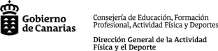 Gobierno
de Canarias
Consejería de Educación, Formación
Profesional, Actividad Física y Deportes
Dirección General de la Actividad
Física y el Deporte